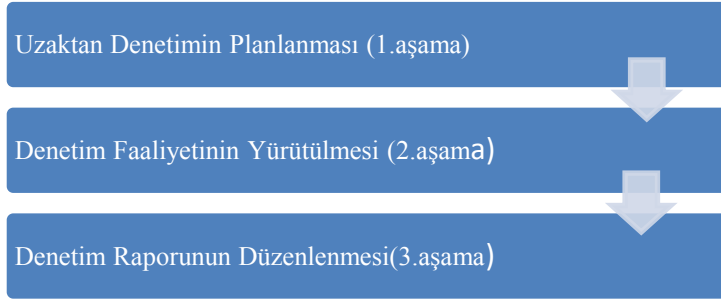 Uzaktan Denetimin Planlanması (1.aşama)
Denetim Faaliyetinin Yürütülmesi (2.aşama)
Denetim Raporunun Düzenlenmesi(3.aşama)